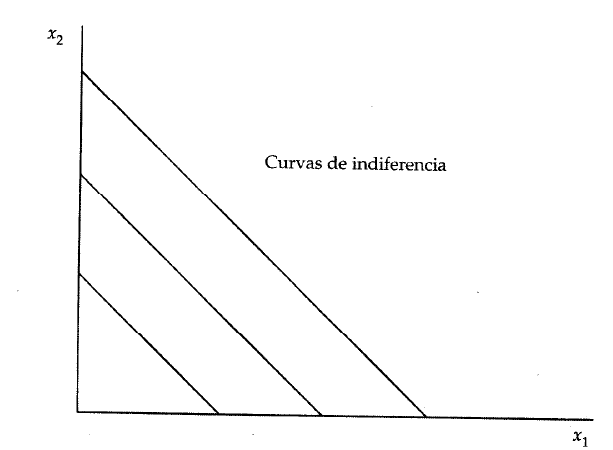 x₂
Curvas de indiferencia
x₁